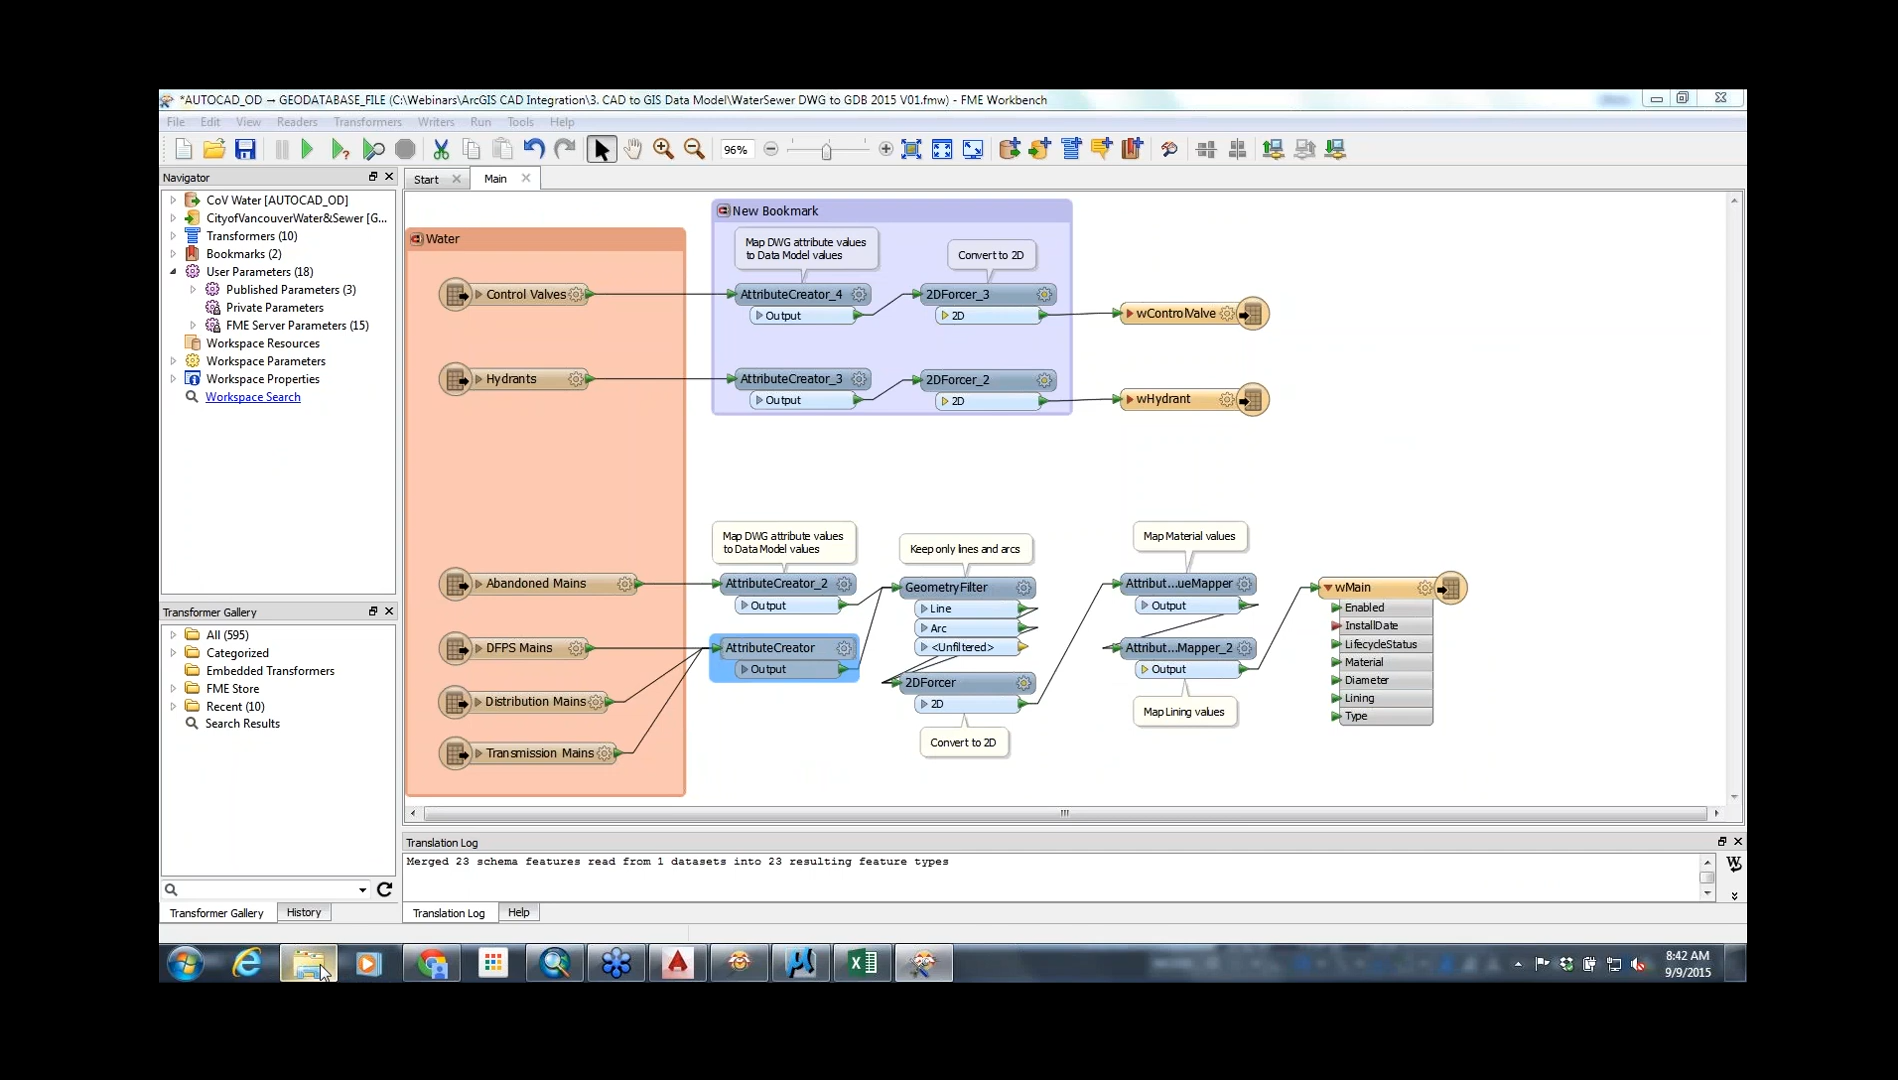 *AUTOCAD_OD → GEODATABASE_FILE (C:\Webinars\ArcGIS CAD Integration\3. CAD to GIS Data Model\WaterSewer DWG to GDB 2015 V01.fmw) - FME Workbench
File Edit View Readers Transformers Writers Run Tools Help
96%
Navigator
CoV Water [AUTOCAD_OD]
CityofVancouverWater&Sewer [G...
Transformers (10)
Bookmarks (2)
User Parameters (18)
Published Parameters (3)
Private Parameters
FME Server Parameters (15)
Workspace Resources
Workspace Parameters
Workspace Properties
Workspace Search
Transformer Gallery
All (595)
Categorized
Embedded Transformers
FME Store
Recent (10)
Search Results
Transformer Gallery History
Start Main
Water
Control Valves
Hydrants
Abandoned Mains
DFPS Mains
Distribution Mains
Transmission Mains
New Bookmark
Map DWG attribute values
to Data Model values
Convert to 2D
AttributeCreator_4
Output
2DForcer_3
2D
wControlValve
AttributeCreator_3
Output
2DForcer_2
2D
wHydrant
Map DWG attribute values
to Data Model values
AttributeCreator_2
Output
AttributeCreator
Output
Keep only lines and arcs
GeometryFilter
Line
Arc
<Unfiltered>
2DForcer
2D
Convert to 2D
Map Material values
Attribut...ueMapper
Output
Attribut...Mapper_2
Output
Map Lining values
wMain
Enabled
InstallDate
LifecycleStatus
Material
Diameter
Lining
Type
Translation Log
Merged 23 schema features read from 1 datasets into 23 resulting feature types
Translation Log Help
8:42 AM
9/9/2015